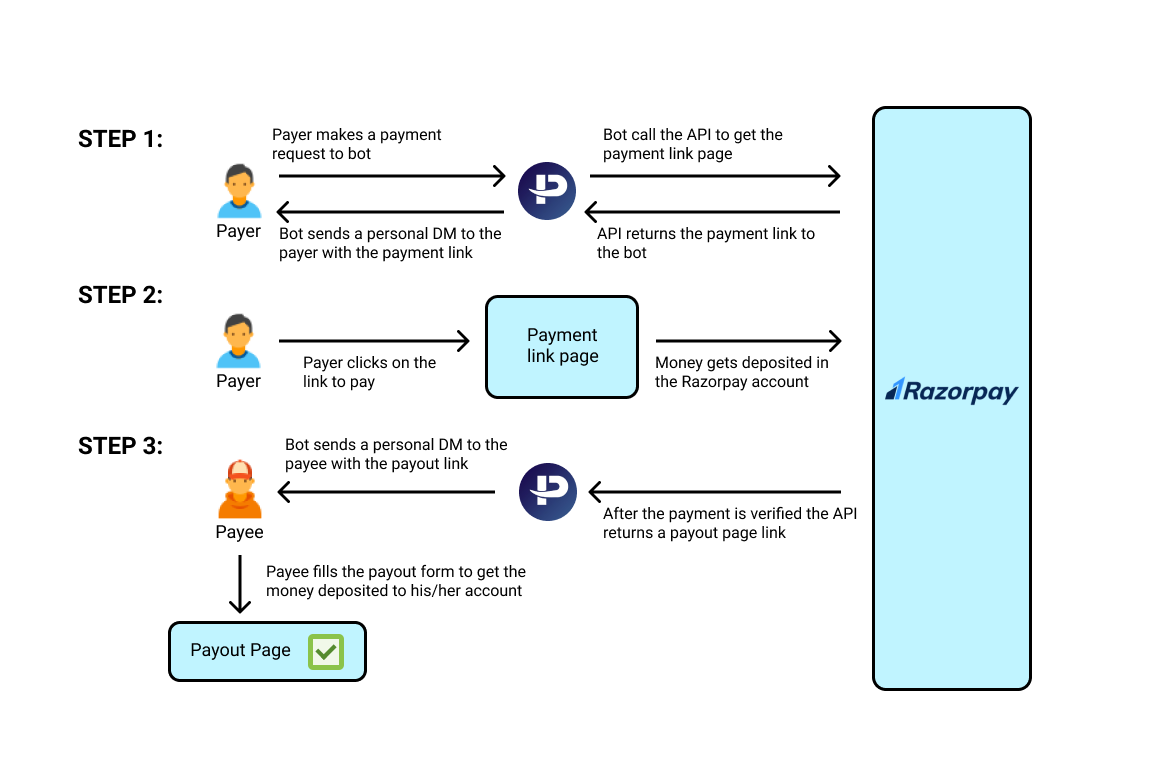 STEP 1:
Payer makes a payment
request to bot
Bot call the API to get the
payment link page
Payer
Bot sends a personal DM to the
payer with the payment link
API returns the payment link to
the bot
STEP 2:
Payer
Payer clicks on the
link to pay
Payment
link page
Money gets deposited in
the Razorpay account
Razorpay
STEP 3:
Bot sends a personal DM to the
payee with the payout link
Payee
After the payment is verified the API
returns a payout page link
Payee fills the payout form to get the
money deposited to his/her account
Payout Page